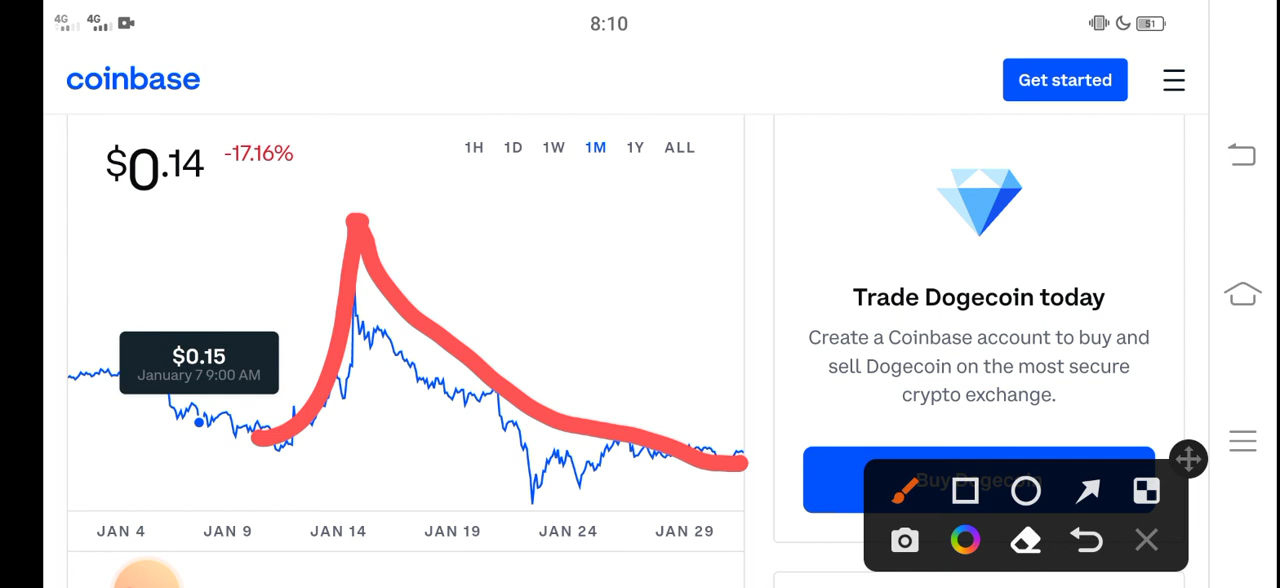 4G 4G 8:10 51
coinbase
Get started
$0.14 -17.16%
1H 1D 1W 1M 1Y ALL
$0.15
January 7 9:00 AM
JAN 4 JAN 9 JAN 14 JAN 19 JAN 24 JAN 29
Trade Dogecoin today
Create a Coinbase account to buy and
sell Dogecoin on the most secure
crypto exchange.
Buy Dogecoin